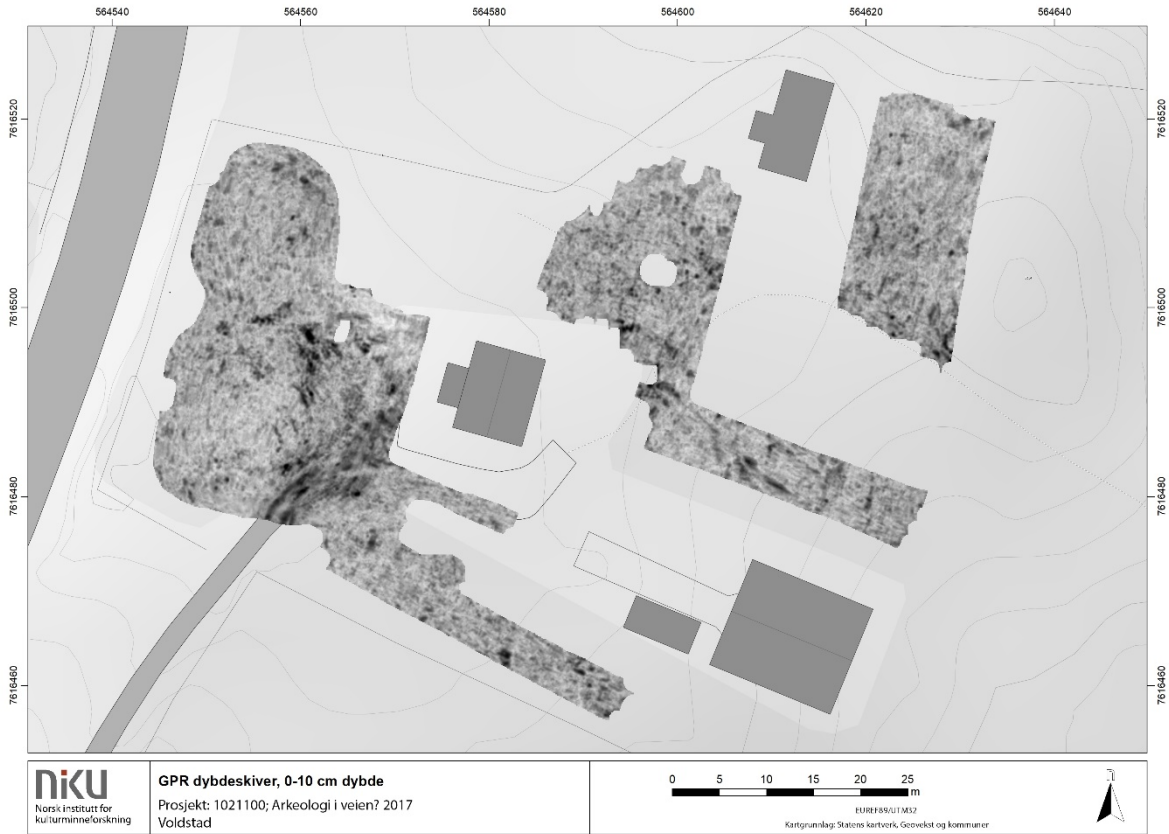 564540 564560 564580 564600 564620 564640
7616520 7616520
7616500 7616500
7616480 7616480
7616460 7616460
niKU
Norsk institutt for
kulturminneforskning
GPR dybdeskiver, 0-10 cm dybde
Prosjekt: 1021100; Arkeologi i veien? 2017
Voldstad
0 5 10 15 20 25
m
EUREF89/UTM32
Kartgrunnlag: Statens kartverk, Geovekst og kommuner